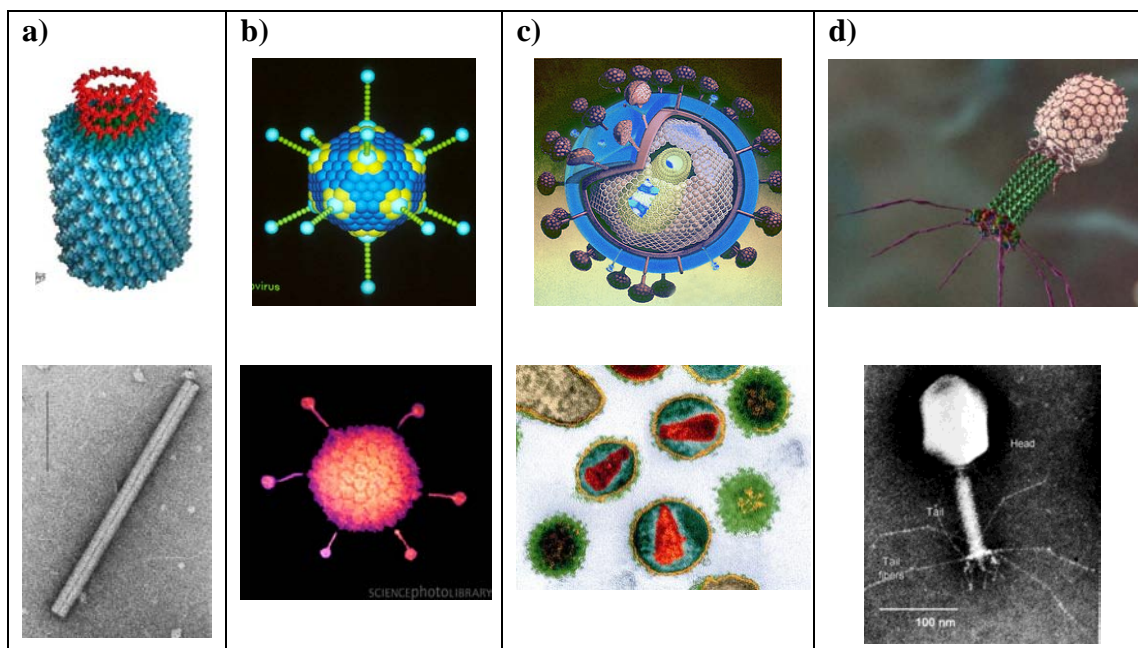 a)
b)
c)
d)
ovirus
Head
Tail
Tail
fibers
100 nm
SCIENCEphotoLIBRARY